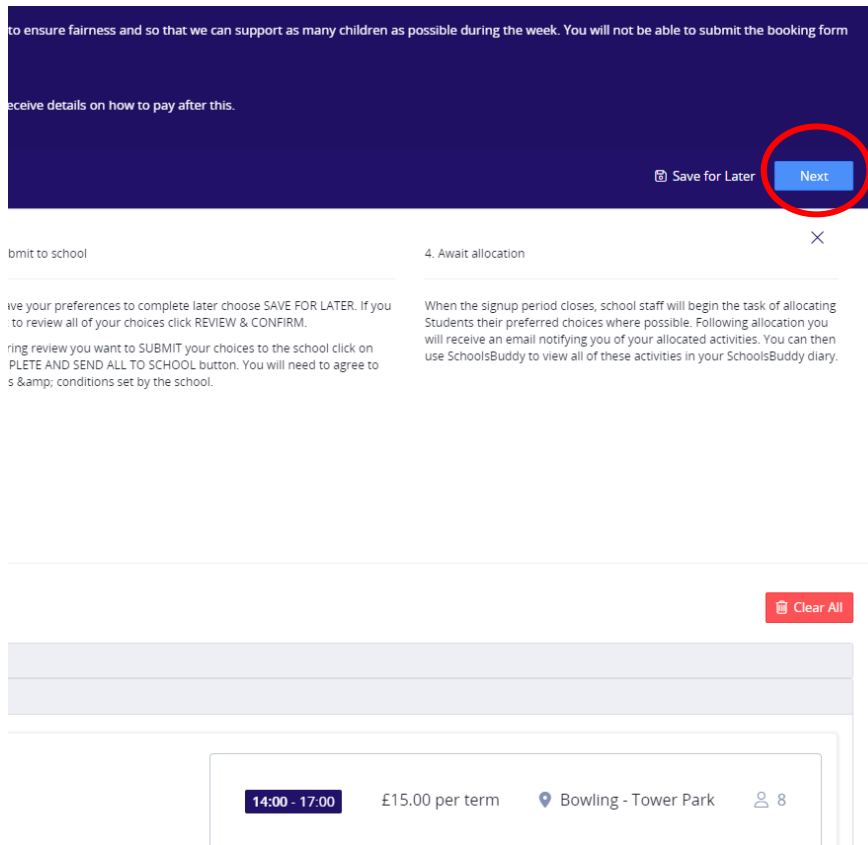 to ensure fairness and so that we can support as many children as possible during the week. You will not be able to submit the booking form
eceive details on how to pay after this.
Save for Later
Next
bmit to school
ave your preferences to complete later choose SAVE FOR LATER. If you
to review all of your choices click REVIEW & CONFIRM.
ring review you want to SUBMIT your choices to the school click on
PLETE AND SEND ALL TO SCHOOL button. You will need to agree to
s &amp; conditions set by the school.
4. Await allocation
When the signup period closes, school staff will begin the task of allocating
Students their preferred choices where possible. Following allocation you
will receive an email notifying you of your allocated activities. You can then
use SchoolsBuddy to view all of these activities in your SchoolsBuddy diary.
Clear All
14:00 - 17:00 £15.00 per term Bowling - Tower Park 8